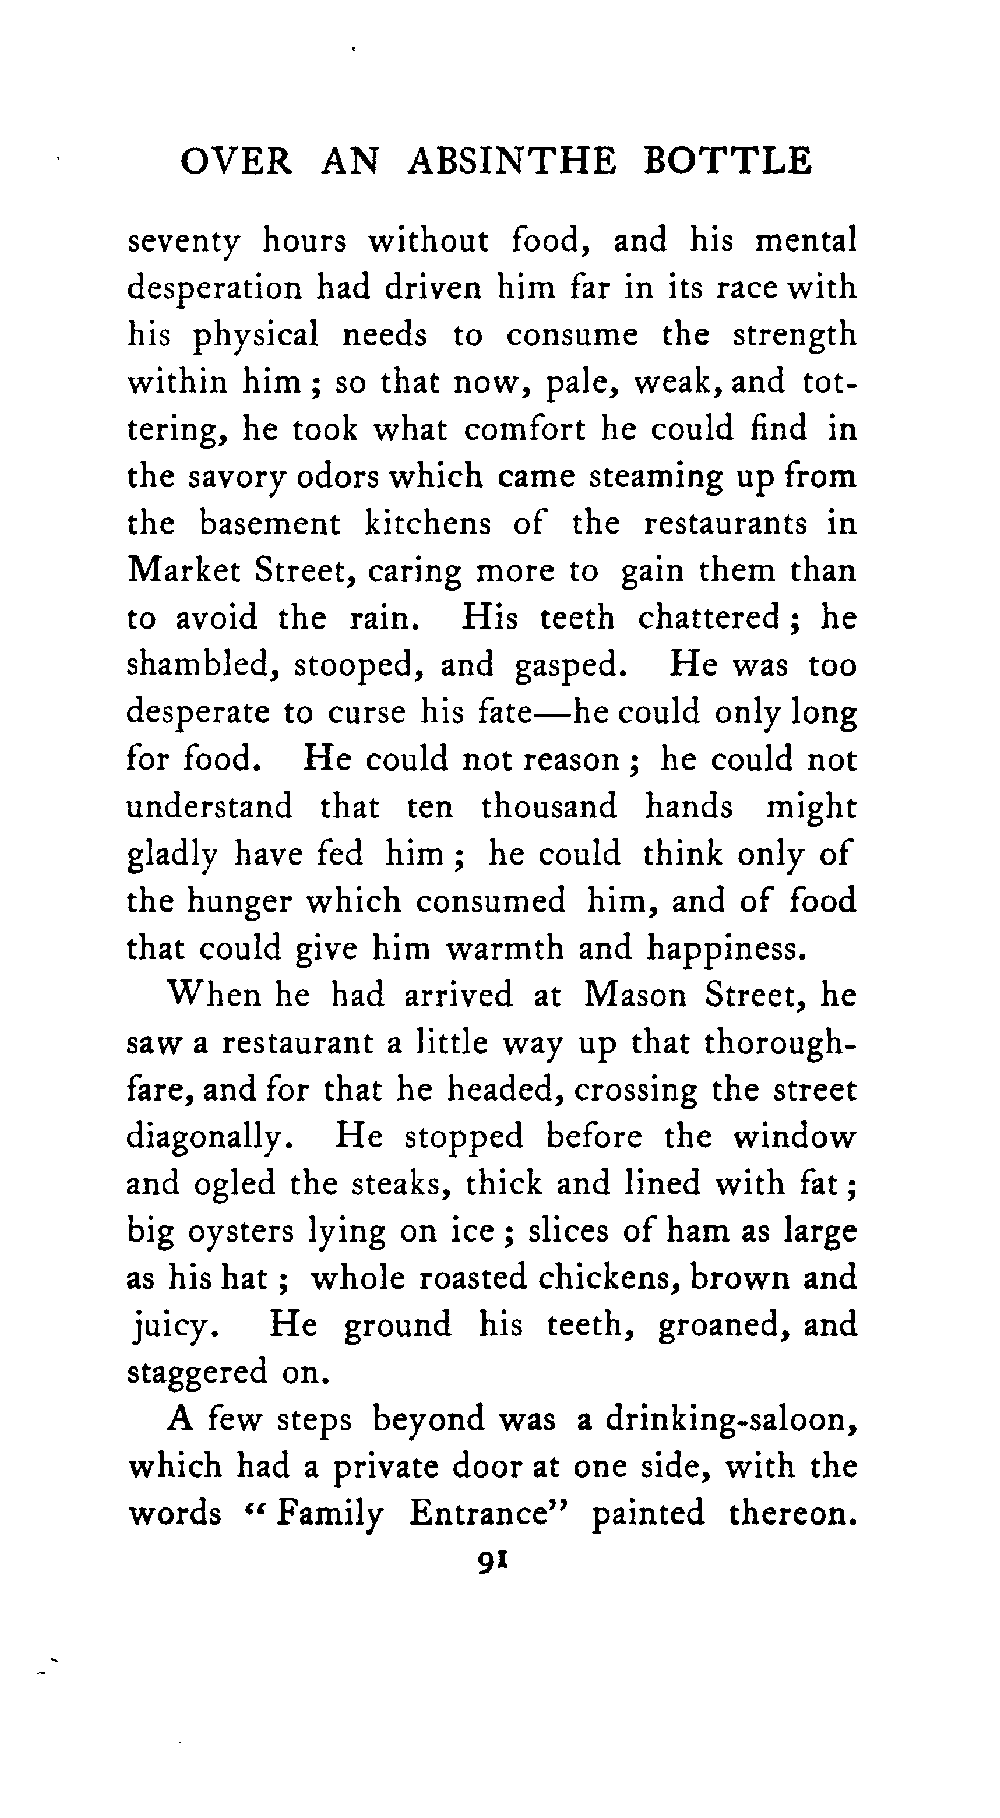 OVER AN ABSINTHE BOTTLE
seventy hours without food, and his mental
desperation had driven him far in its race with
his physical needs to consume the strength
within him ; so that now, pale, weak, and tot-
tering, he took what comfort he could find in
the savory odors which came steaming up from
the basement kitchens of the restaurants in
Market Street, caring more to gain them than
to avoid the rain. His teeth chattered ; he
shambled, stooped, and gasped. He was too
desperate to curse his fate—he could only long
for food. He could not reason ; he could not
understand that ten thousand hands might
gladly have fed him ; he could think only of
the hunger which consumed him, and of food
that could give him warmth and happiness.
When he had arrived at Mason Street, he
saw a restaurant a little way up that thorough-
fare, and for that he headed, crossing the street
diagonally. He stopped before the window
and ogled the steaks, thick and lined with fat ;
big oysters lying on ice ; slices of ham as large
as his hat ; whole roasted chickens, brown and
juicy. He ground his teeth, groaned, and
staggered on.
A few steps beyond was a drinking-saloon,
which had a private door at one side, with the
words “ Family Entrance” painted thereon.
91